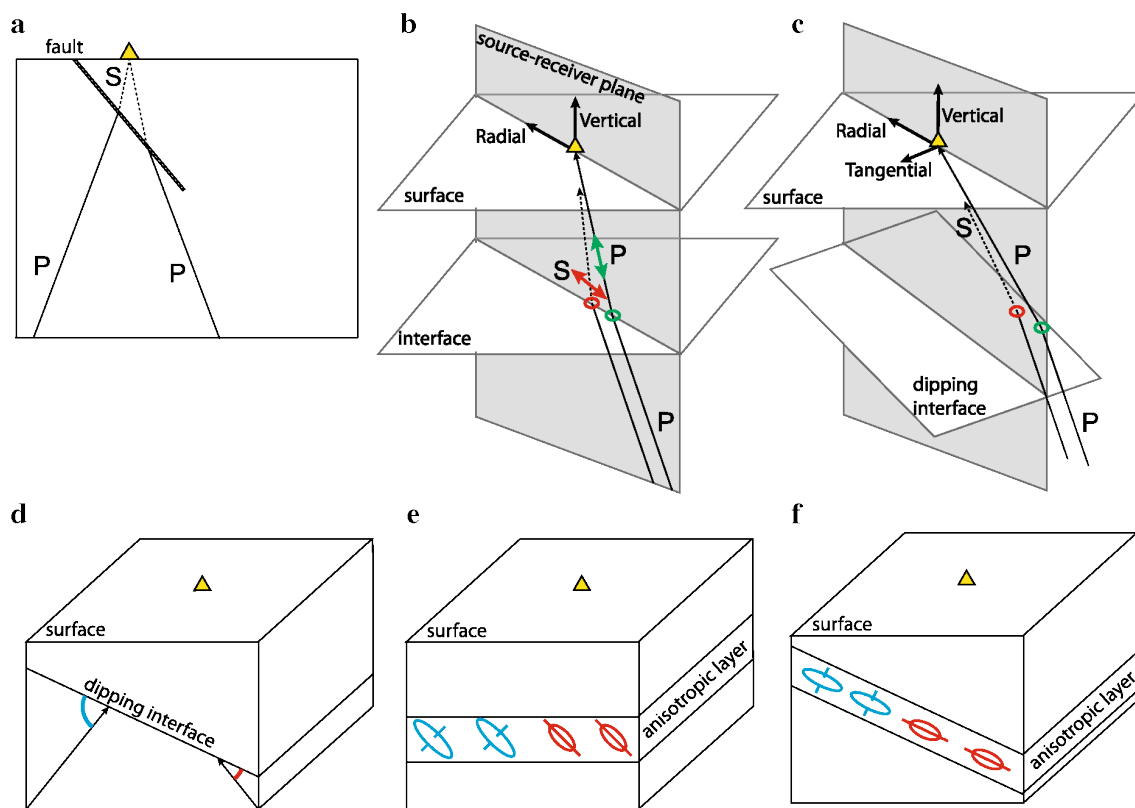 a
fault
S
P
P
b
source-receiver plane
Vertical
Radial
surface
P
S
interface
P
c
Vertical
Radial
Tangential
surface
S
P
dipping
interface
P
d
surface
dipping interface
e
surface
anisotropic layer
f
surface
anisotropic layer